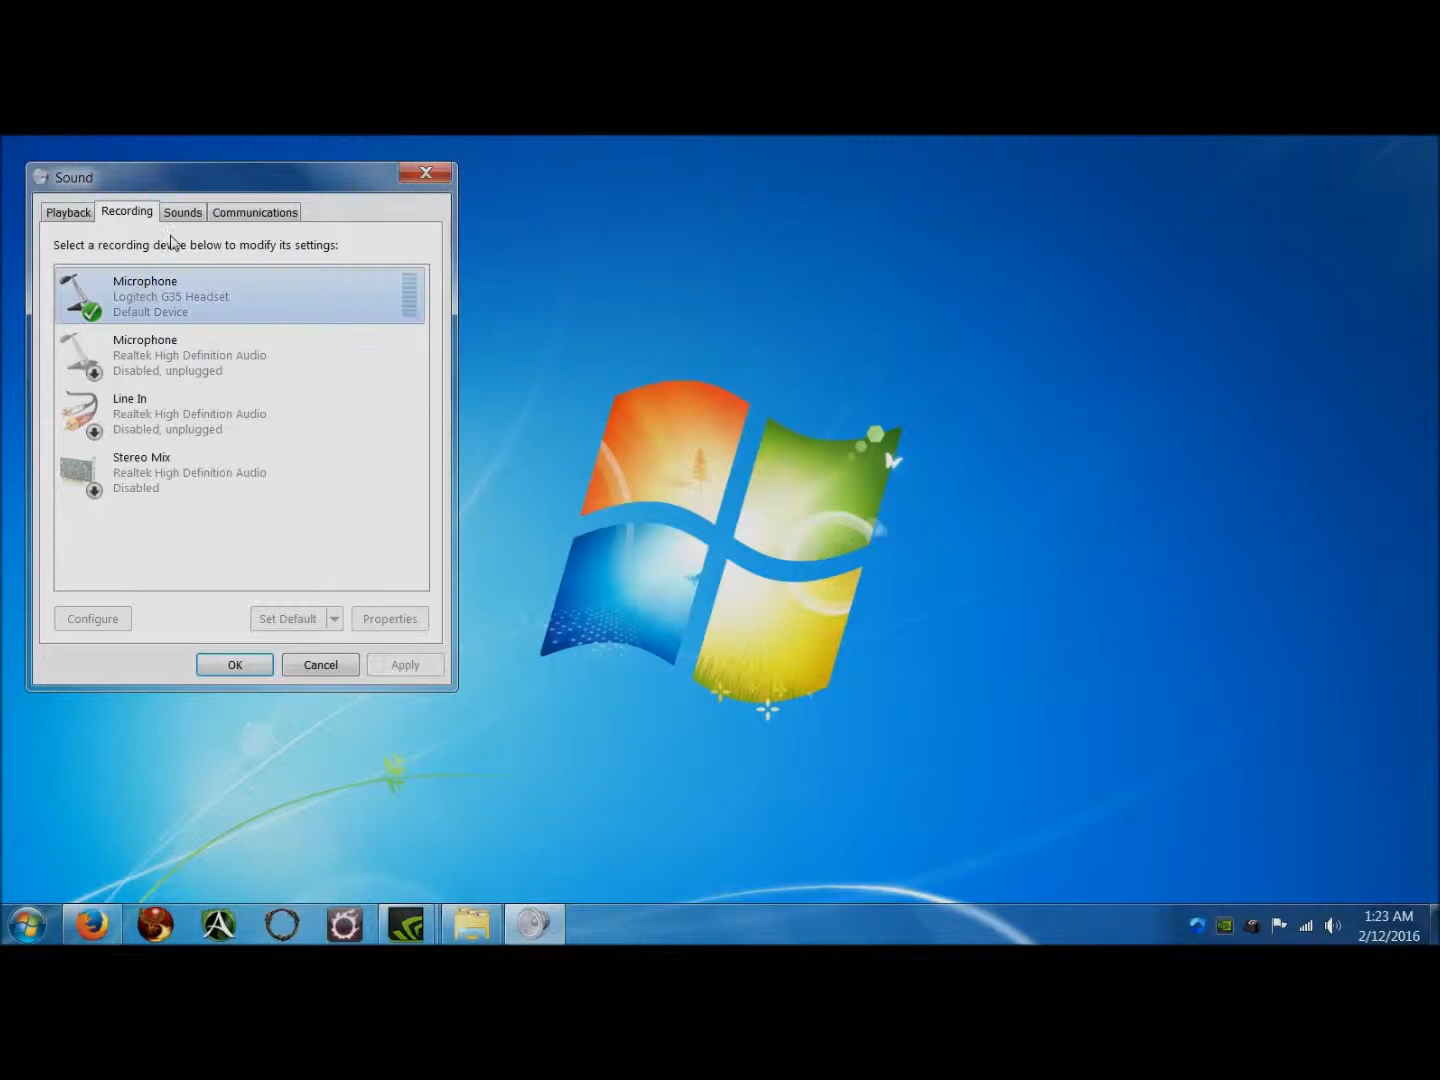 Sound
Playback
Recording
Sounds
Communications
Select a recording device below to modify its settings:
Microphone
Logitech G35 Headset
Default Device
Microphone
Realtek High Definition Audio
Disabled, unplugged
Line In
Realtek High Definition Audio
Disabled, unplugged
Stereo Mix
Realtek High Definition Audio
Disabled
Configure
Set Default
Properties
OK
Cancel
Apply
1:23 AM
2/12/2016